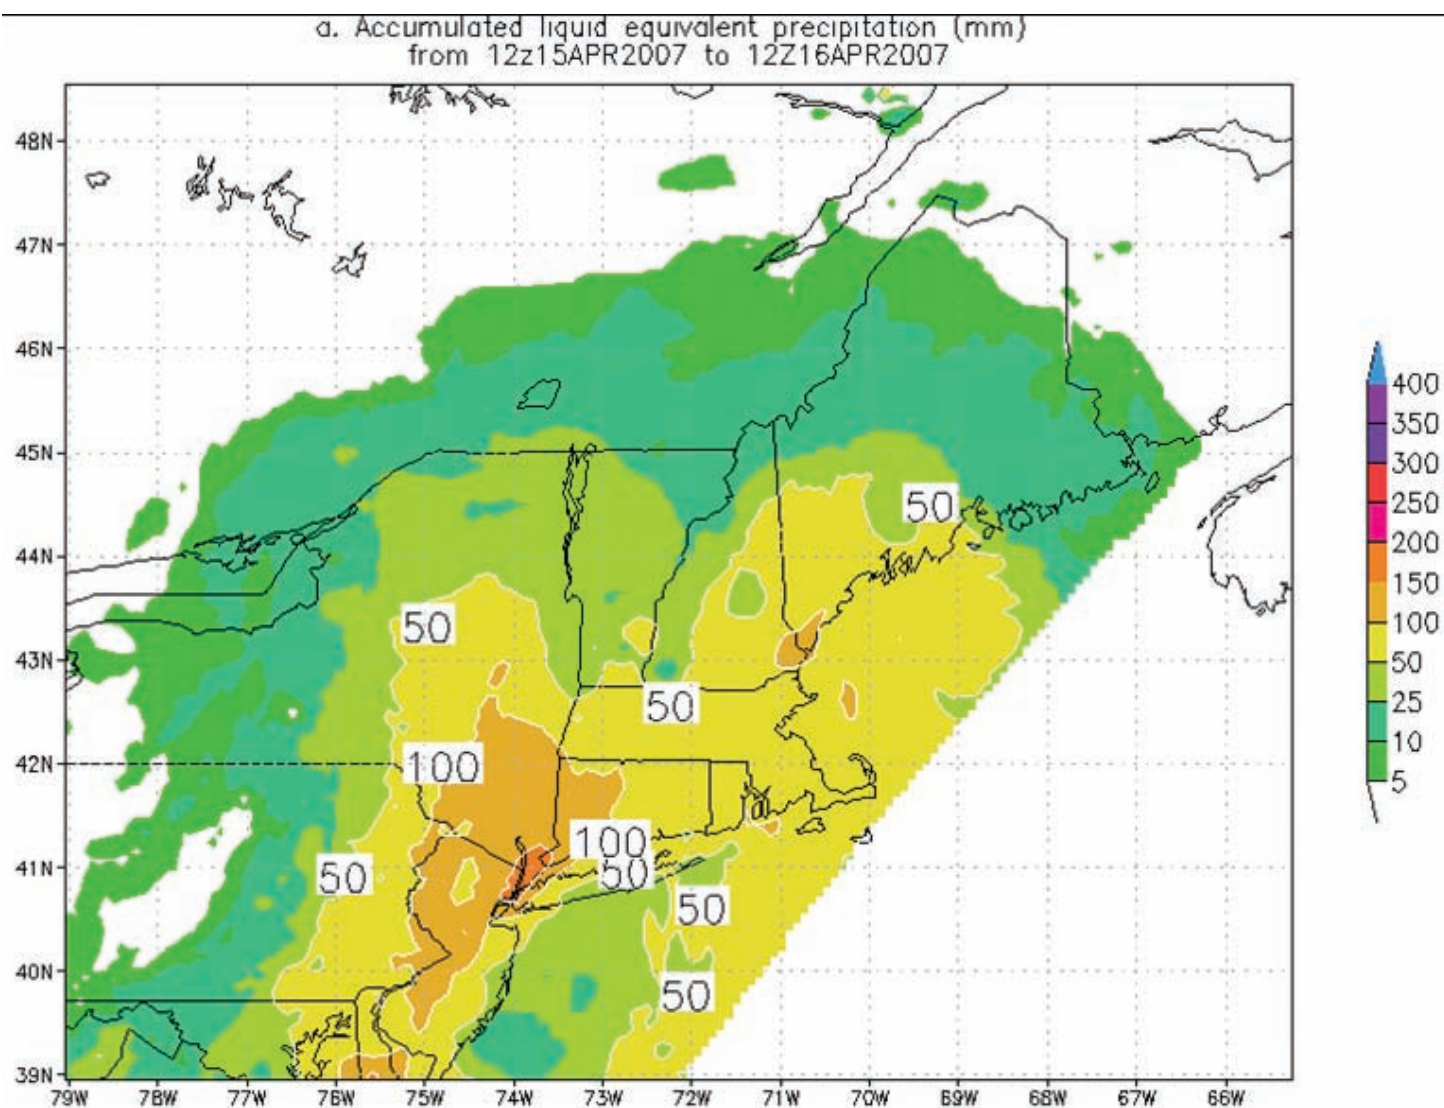 a. Accumulated liquid equivalent precipitation (mm)
from 12z15APR2007 to 12Z16APR2007
48N
47N
46N
45N
44N
43N
42N
41N
40N
39N
50
50
50
100
100
50
50
50
50
400
350
300
250
200
150
100
50
25
10
5
79W 78W 77W 76W 75W 74W 73W 72W 71W 70W 69W 68W 67W 66W